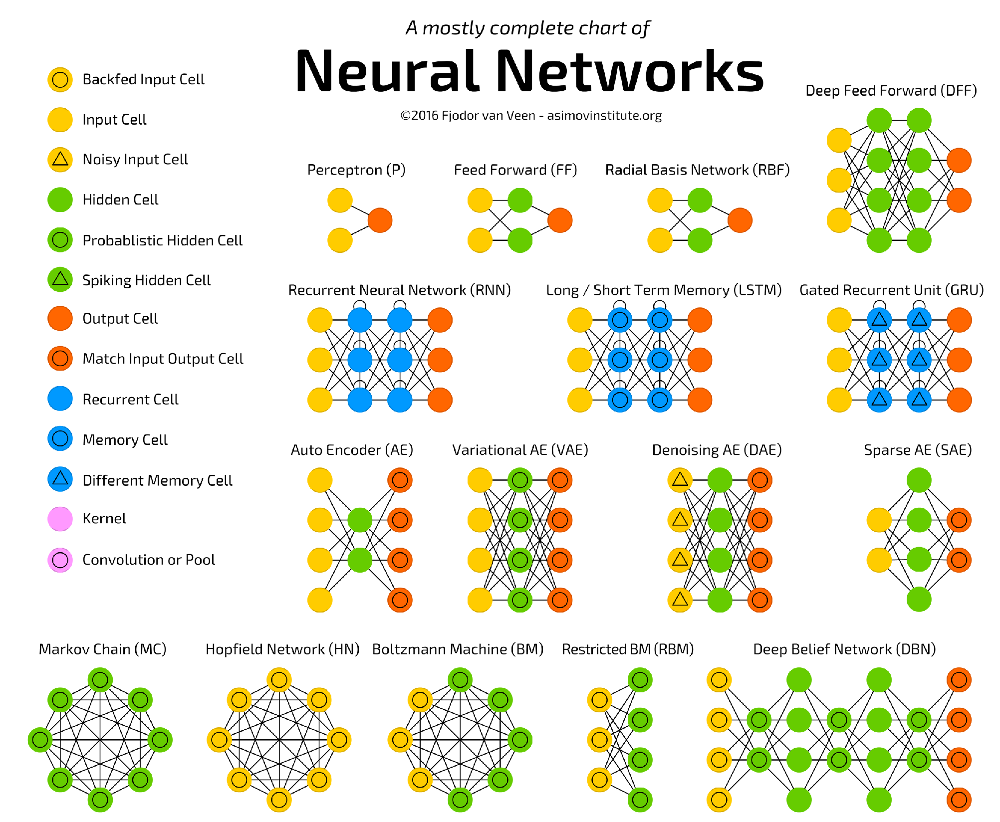 A mostly complete chart of
Neural Networks
©2016 Fjodor van Veen - asimovinstitute.org
Backfed Input Cell
Input Cell
Noisy Input Cell
Hidden Cell
Probablistic Hidden Cell
Spiking Hidden Cell
Output Cell
Match Input Output Cell
Recurrent Cell
Memory Cell
Different Memory Cell
Kernel
Convolution or Pool
Deep Feed Forward (DFF)
Perceptron (P)
Feed Forward (FF)
Radial Basis Network (RBF)
Recurrent Neural Network (RNN)
Long / Short Term Memory (LSTM)
Gated Recurrent Unit (GRU)
Auto Encoder (AE)
Variational AE (VAE)
Denoising AE (DAE)
Sparse AE (SAE)
Markov Chain (MC)
Hopfield Network (HN)
Boltzmann Machine (BM)
Restricted BM (RBM)
Deep Belief Network (DBN)